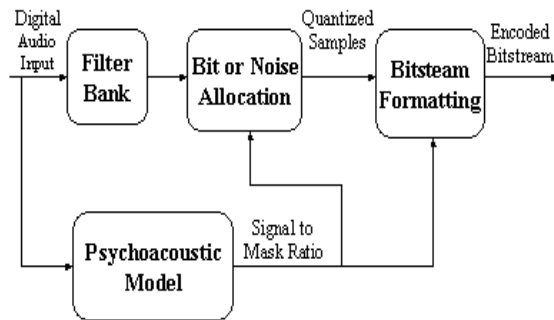 Digital
Audio
Input
Filter
Bank
Bit or Noise
Allocation
Quantized
Samples
Bitsteam
Formatting
Encoded
Bitstream
Psychoacoustic
Model
Signal to
Mask Ratio